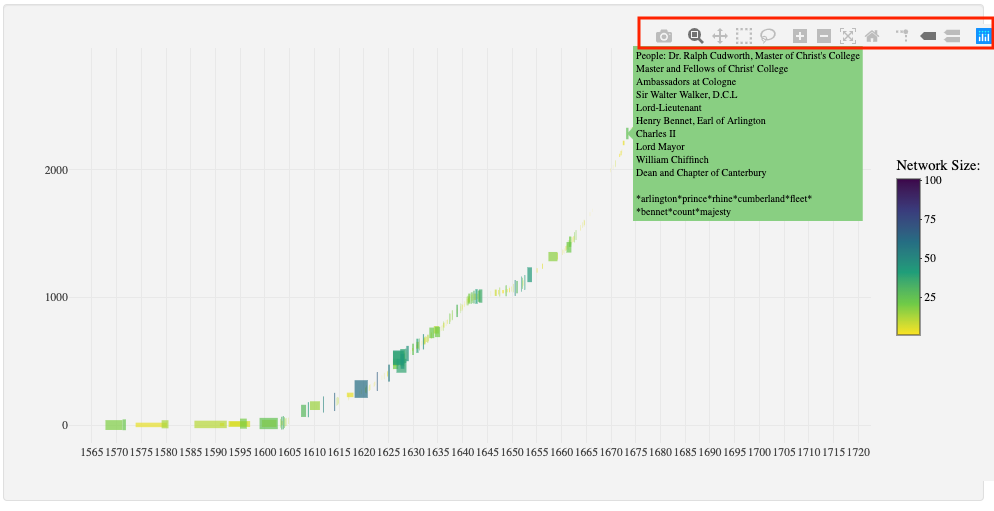 People: Dr. Ralph Cudworth, Master of Christ's College
Master and Fellows of Christ' College
Ambassadors at Cologne
Sir Walter Walker, D.C.L
Lord-Lieutenant
Henry Bennet, Earl of Arlington
Charles II
Lord Mayor
William Chiffinch
Dean and Chapter of Canterbury
*arlington*prince*rhine*cumberland*fleet*
*bennet*count*majesty
Network Size:
100
75
50
25
2000
1000
0
1565 1570 1575 1580 1585 1590 1595 1600 1605 1610 1615 1620 1625 1630 1635 1640 1645 1650 1655 1660 1665 1670 1675 1680 1685 1690 1695 1700 1705 1710 1715 1720